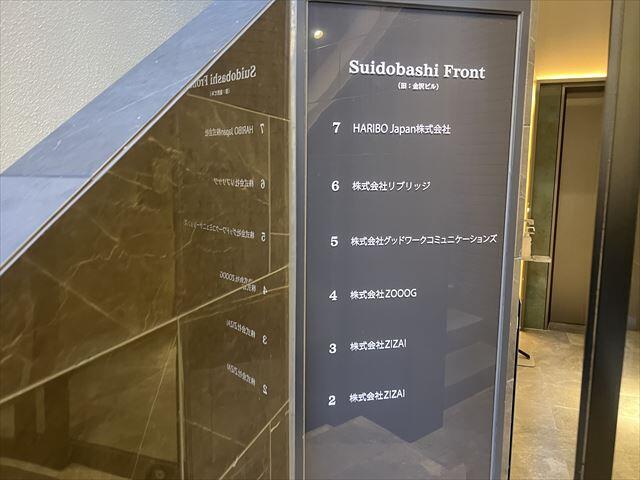 Suidobashi Front
（旧：金沢ビル）
7 HARIBO Japan株式会社
6 株式会社リブリッジ
5 株式会社グッドワークコミュニケーションズ
4 株式会社ZOOOG
3 株式会社ZIZAI
2 株式会社ZIZAI